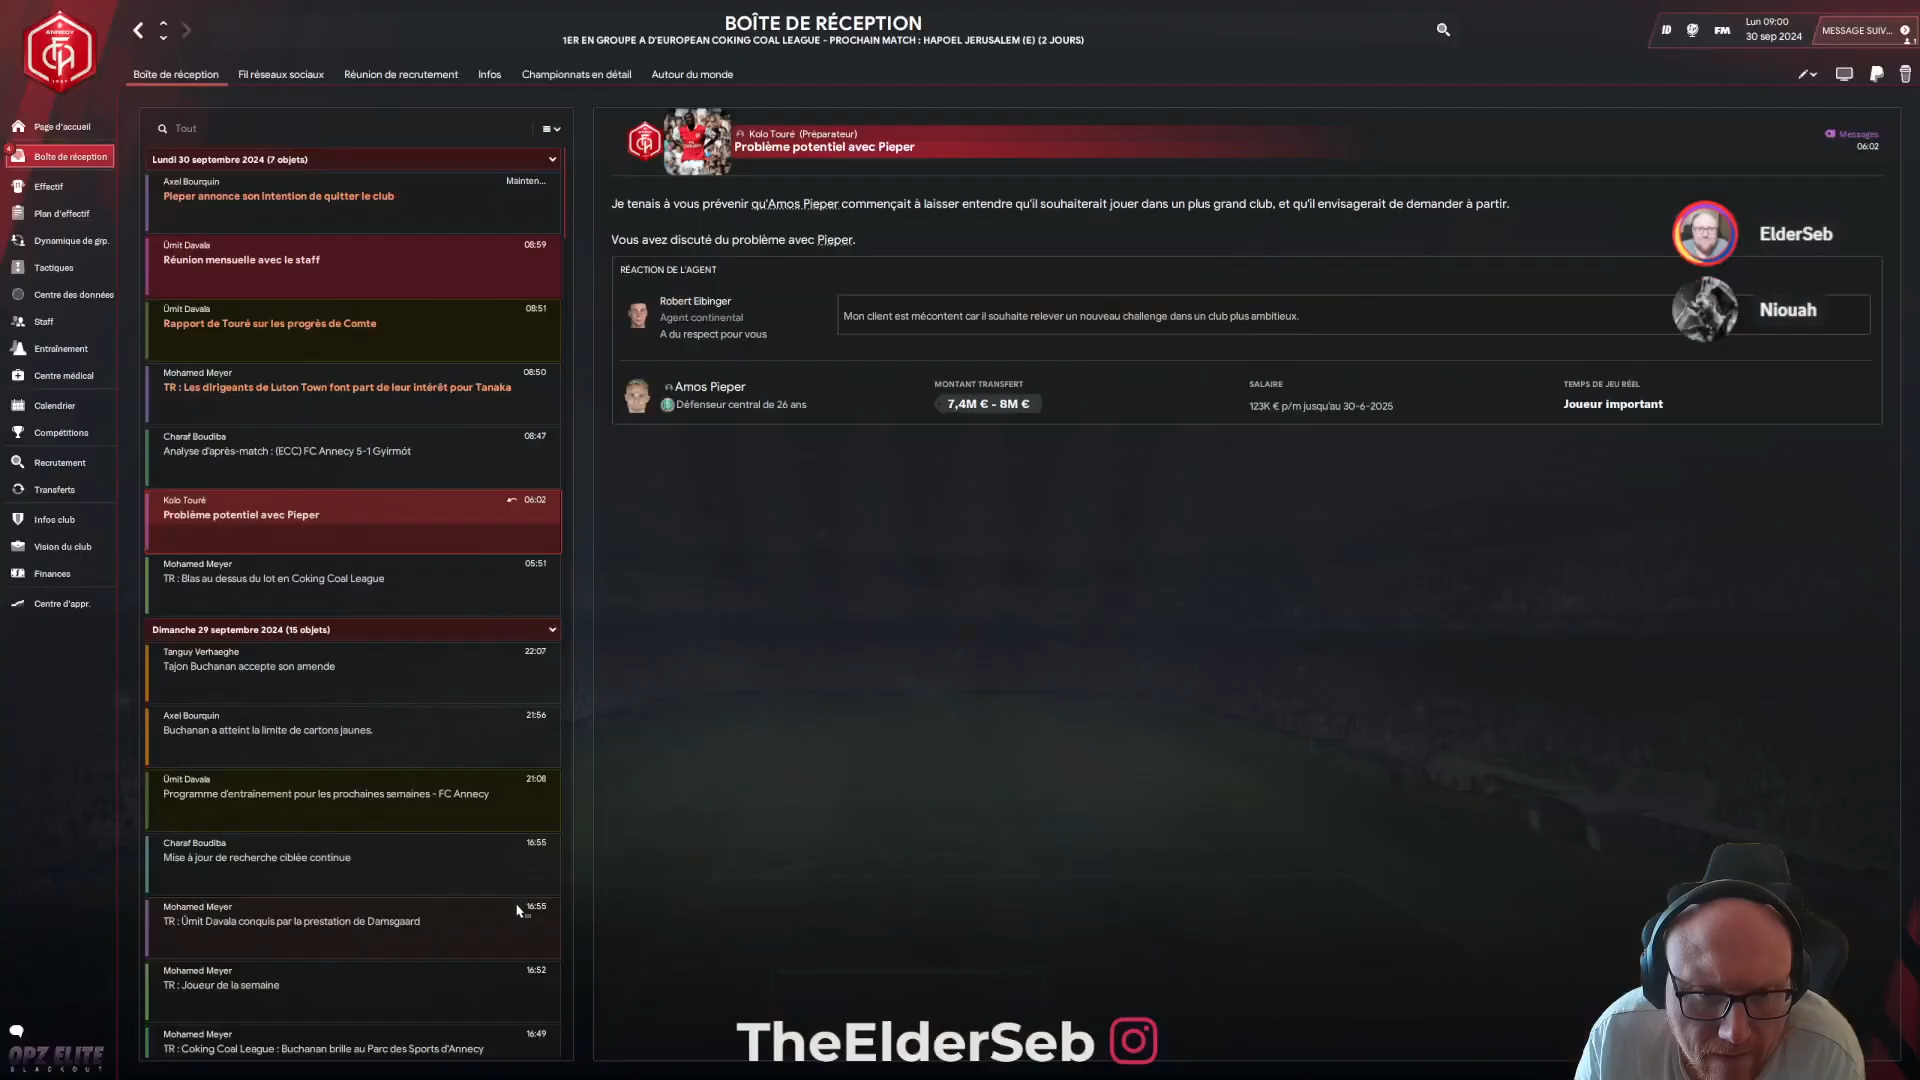 BOÎTE DE RÉCEPTION
1ER EN GROUPE A D'EUROPEAN COKING COAL LEAGUE - PROCHAIN MATCH : HAPOEL JERUSALEM (E) (2 JOURS)
ID
FM
Lun 09:00
30 sep 2024
MESSAGE SUIV...
1
Boîte de réception
Fil réseaux sociaux
Réunion de recrutement
Infos
Championnats en détail
Autour du monde
ANNECY
Page d'accueil
4
Boîte de réception
Effectif
Plan d'effectif
Dynamique de grp.
Tactiques
Centre des données
Staff
Entraînement
Centre médical
Calendrier
Compétitions
Recrutement
Transferts
Infos club
Vision du club
Finances
Centre d'appr.
OPZ ELITE
BLACKOUT
Tout
Lundi 30 septembre 2024 (7 objets)
Axel Bourquin
Mainten...
Pieper annonce son intention de quitter le club
Ümit Davala
08:59
Réunion mensuelle avec le staff
Ümit Davala
08:51
Rapport de Touré sur les progrès de Comte
Mohamed Meyer
08:50
TR : Les dirigeants de Luton Town font part de leur intérêt pour Tanaka
Charaf Boudiba
08:47
Analyse d'après-match : (ECC) FC Annecy 5-1 Gyirmót
Kolo Touré
06:02
Problème potentiel avec Pieper
Mohamed Meyer
05:51
TR : Blas au dessus du lot en Coking Coal League
Dimanche 29 septembre 2024 (15 objets)
Tanguy Verhaeghe
22:07
Tajon Buchanan accepte son amende
Axel Bourquin
21:56
Buchanan a atteint la limite de cartons jaunes.
Ümit Davala
21:08
Programme d'entraînement pour les prochaines semaines - FC Annecy
Charaf Boudiba
16:55
Mise à jour de recherche ciblée continue
Mohamed Meyer
16:55
TR : Ümit Davala conquis par la prestation de Damsgaard
Mohamed Meyer
16:52
TR : Joueur de la semaine
Mohamed Meyer
16:49
TR : Coking Coal League : Buchanan brille au Parc des Sports d'Annecy
Kolo Touré (Préparateur)
Problème potentiel avec Pieper
Messages
06:02
Je tenais à vous prévenir qu'Amos Pieper commençait à laisser entendre qu'il souhaiterait jouer dans un plus grand club, et qu'il envisagerait de demander à partir.
Vous avez discuté du problème avec Pieper.
RÉACTION DE L'AGENT
Robert Elbinger
Agent continental
A du respect pour vous
Mon client est mécontent car il souhaite relever un nouveau challenge dans un club plus ambitieux.
Amos Pieper
Défenseur central de 26 ans
MONTANT TRANSFERT
7,4M € - 8M €
SALAIRE
123K € p/m jusqu'au 30-6-2025
TEMPS DE JEU RÉEL
Joueur important
ElderSeb
Niouah
TheElderSeb